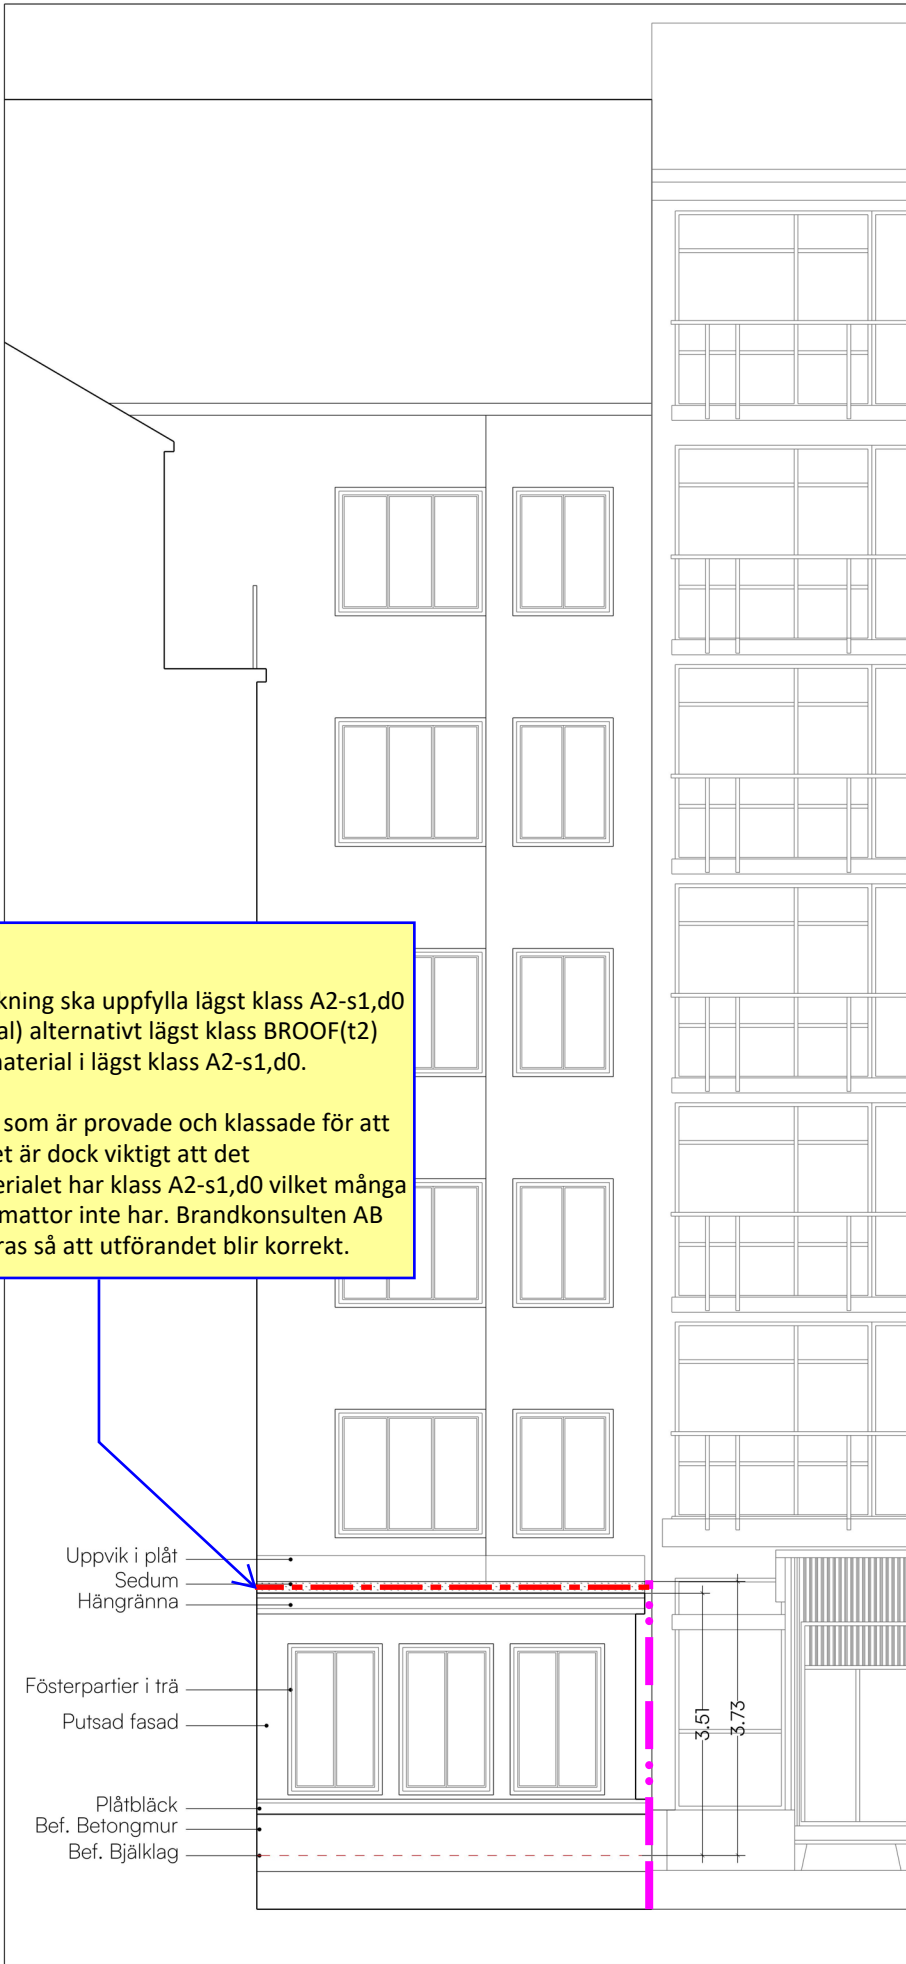 kning ska uppfylla lägst klass A2-s1,d0
al) alternativt lägst klass BROOF(t2)
naterial i lägst klass A2-s1,d0.
som är provade och klassade för att
et är dock viktigt att det
erialet har klass A2-s1,d0 vilket många
mattor inte har. Brandkonsulten AB
ras så att utförandet blir korrekt.
Uppvik i plåt
Sedum
Hängränna
Fösterpartier i trä
Putsad fasad
3.51
3.73
Plåtbläck
Bef. Betongmur
Bef. Bjälklag